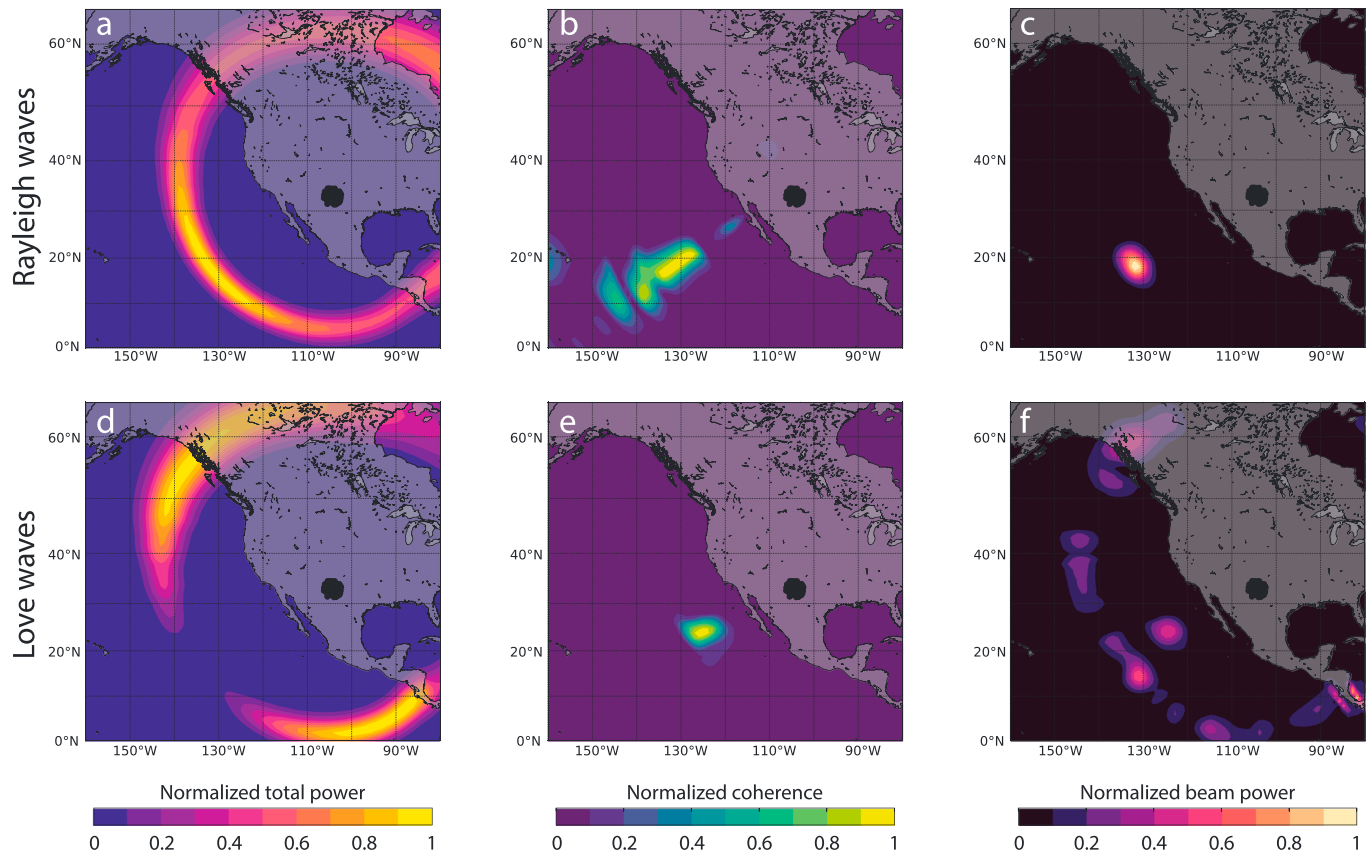 Rayleigh waves
a
60°N
40°N
20°N
0°N
150°W 130°W 110°W 90°W
b
60°N
40°N
20°N
0°N
150°W 130°W 110°W 90°W
c
60°N
40°N
20°N
0°N
150°W 130°W 110°W 90°W
Love waves
d
60°N
40°N
20°N
0°N
150°W 130°W 110°W 90°W
e
60°N
40°N
20°N
0°N
150°W 130°W 110°W 90°W
f
60°N
40°N
20°N
0°N
150°W 130°W 110°W 90°W
Normalized total power
0 0.2 0.4 0.6 0.8 1
Normalized coherence
0 0.2 0.4 0.6 0.8 1
Normalized beam power
0 0.2 0.4 0.6 0.8 1